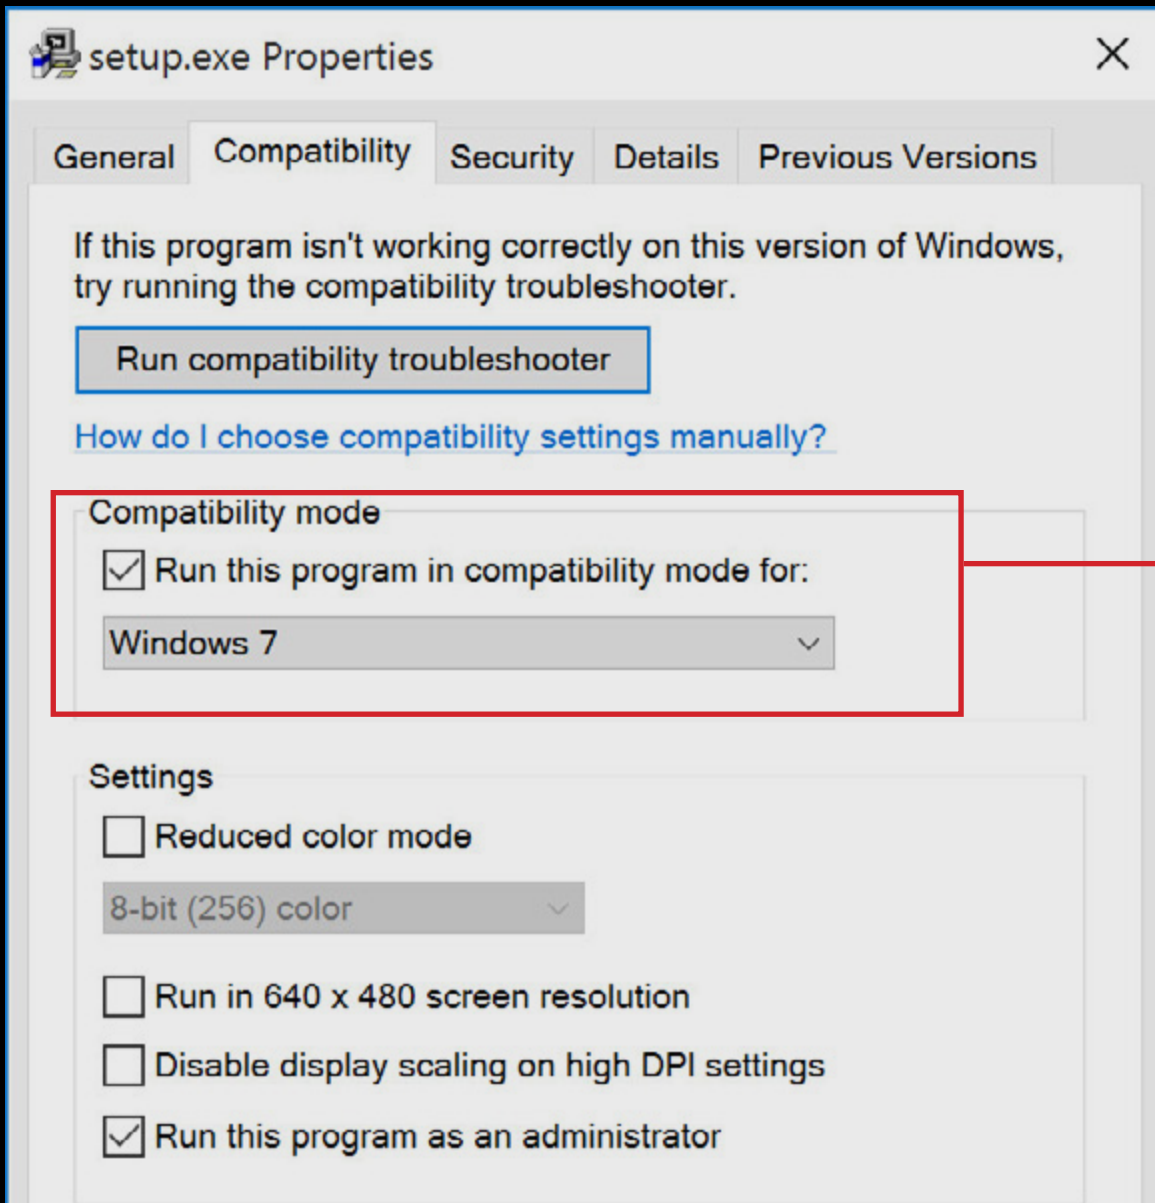 setup.exe Properties
General Compatibility Security Details Previous Versions
If this program isn't working correctly on this version of Windows,
try running the compatibility troubleshooter.
Run compatibility troubleshooter
How do I choose compatibility settings manually?
Compatibility mode
Run this program in compatibility mode for:
Windows 7
Settings
Reduced color mode
8-bit (256) color
Run in 640 x 480 screen resolution
Disable display scaling on high DPI settings
Run this program as an administrator